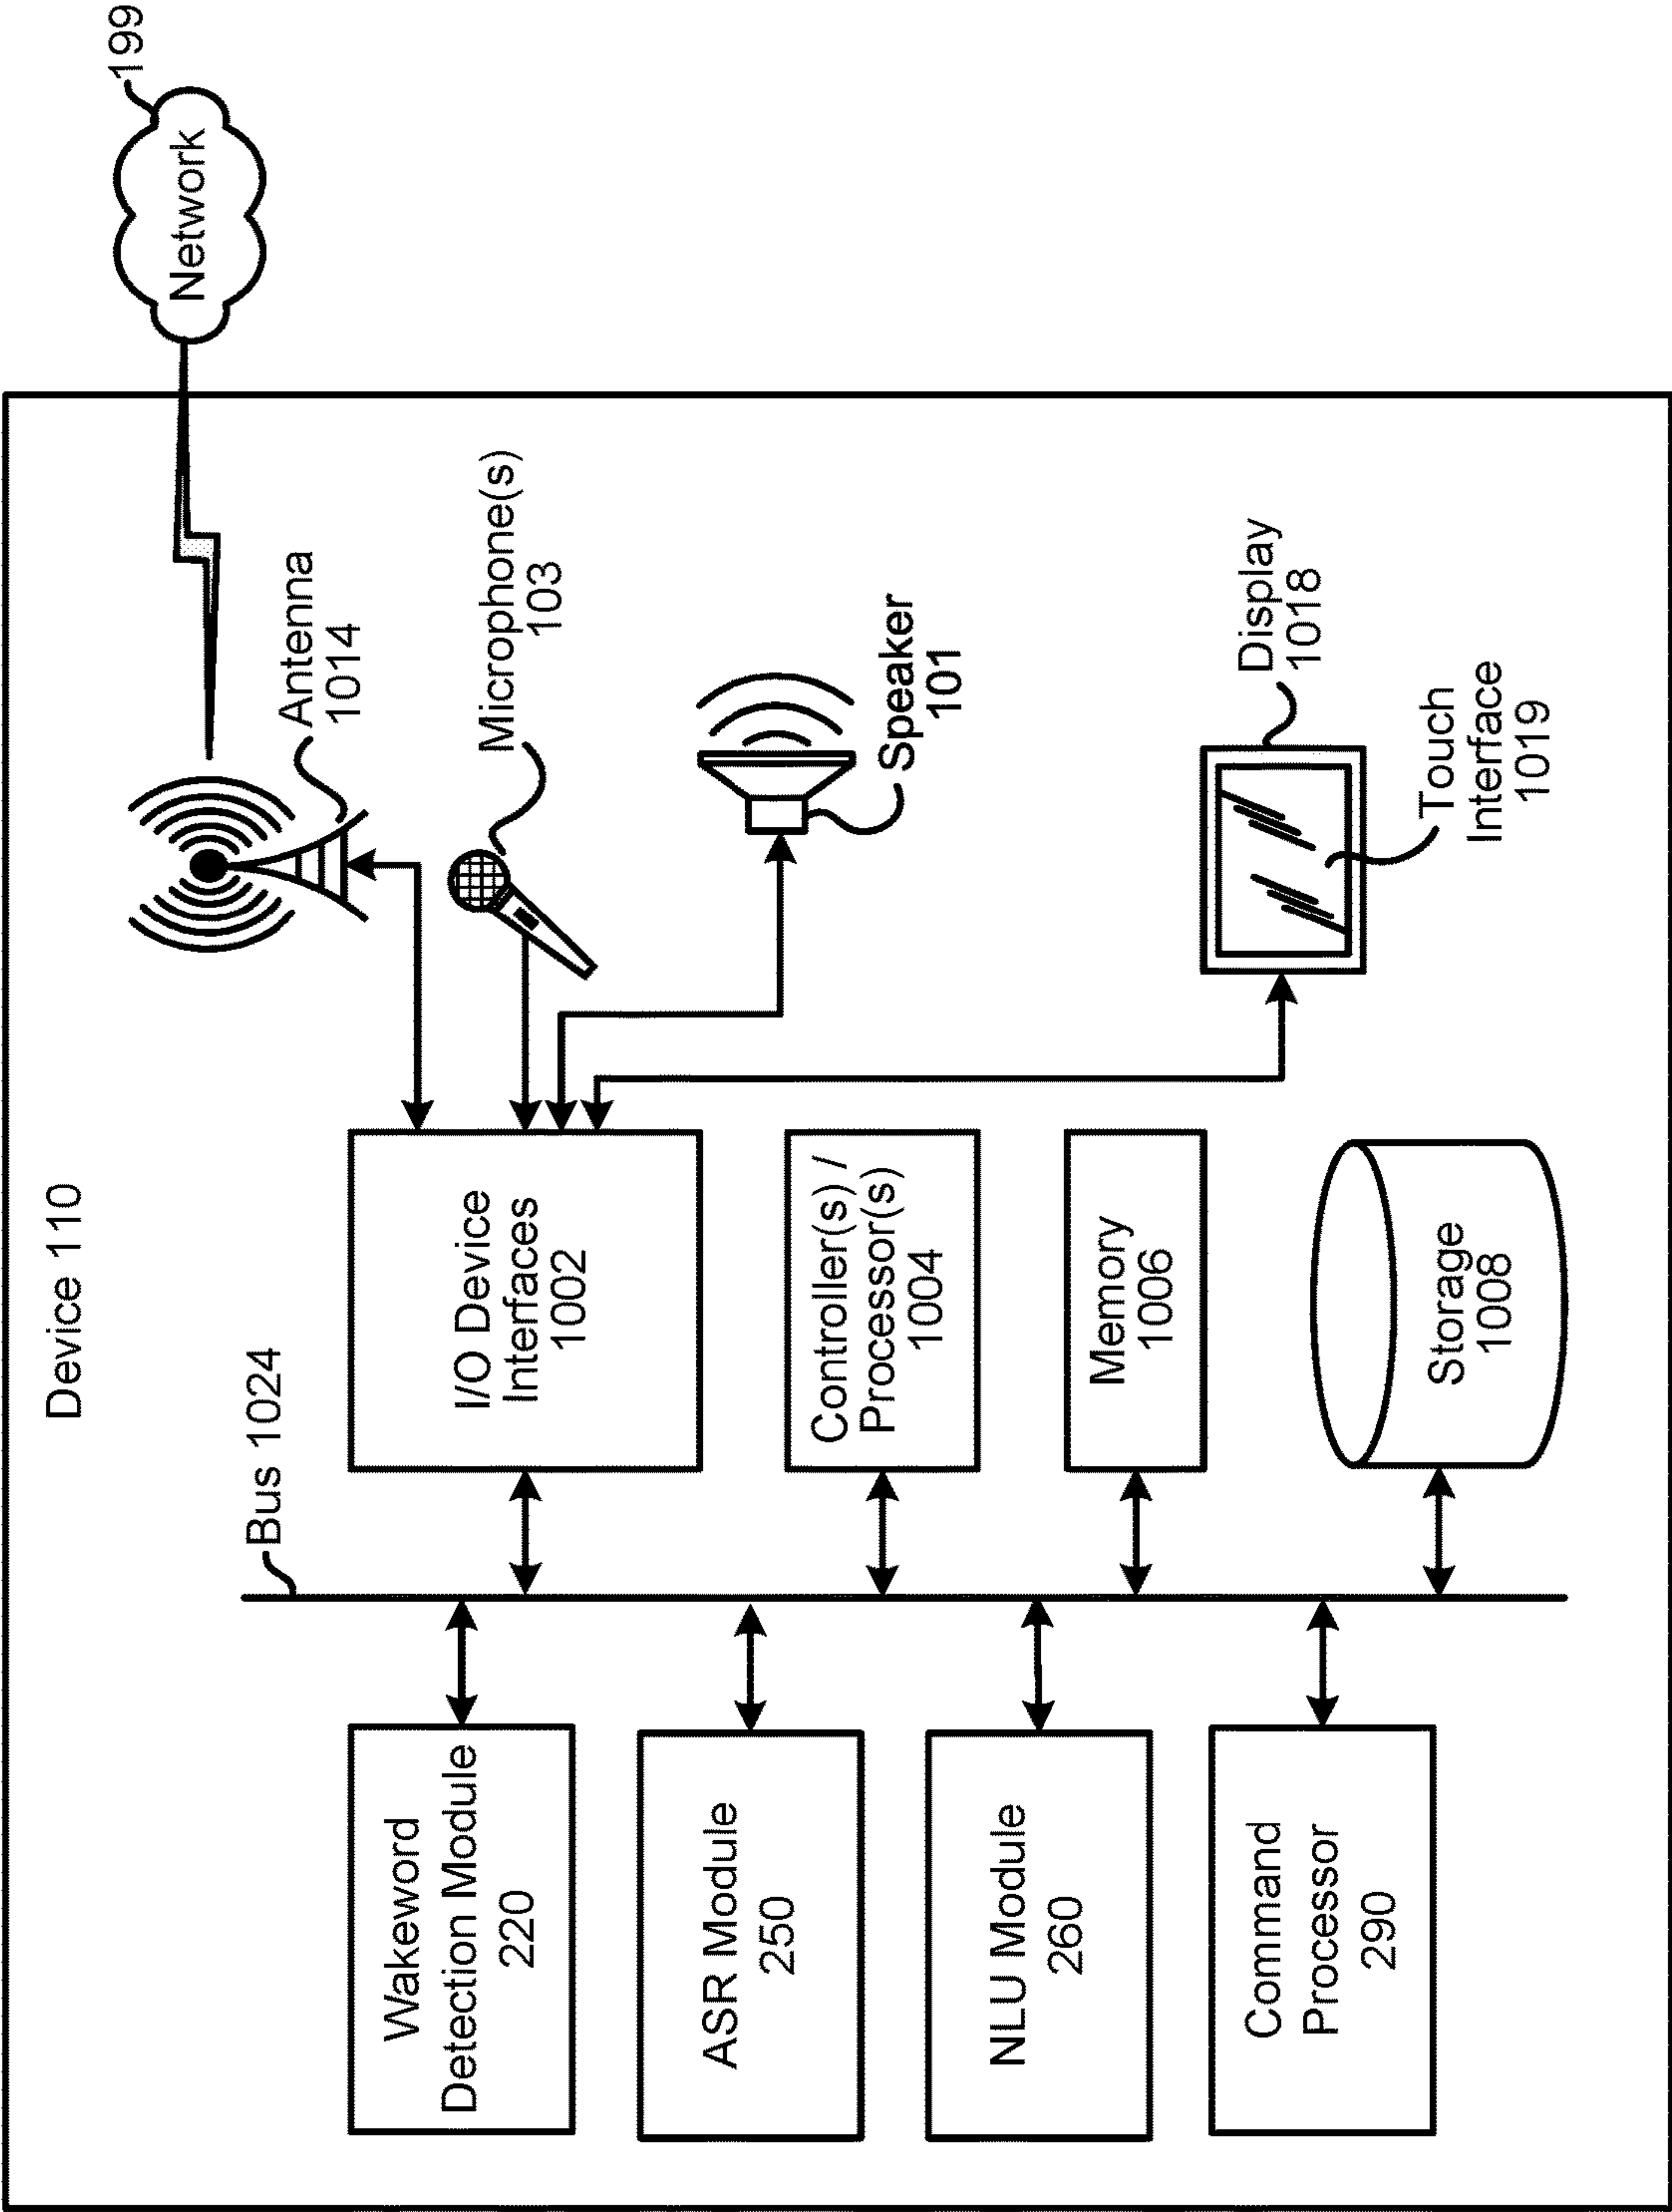 Device 110
Bus 1024
Wakeword
Detection Module
220
ASR Module
250
NLU Module
260
Command
Processor
290
I/O Device
Interfaces
1002
Controller(s) /
Processor(s)
1004
Memory
1006
Storage
1008
Antenna
1014
Microphone(s)
103
Speaker
101
Display
1018
Touch
Interface
1019
Network
199